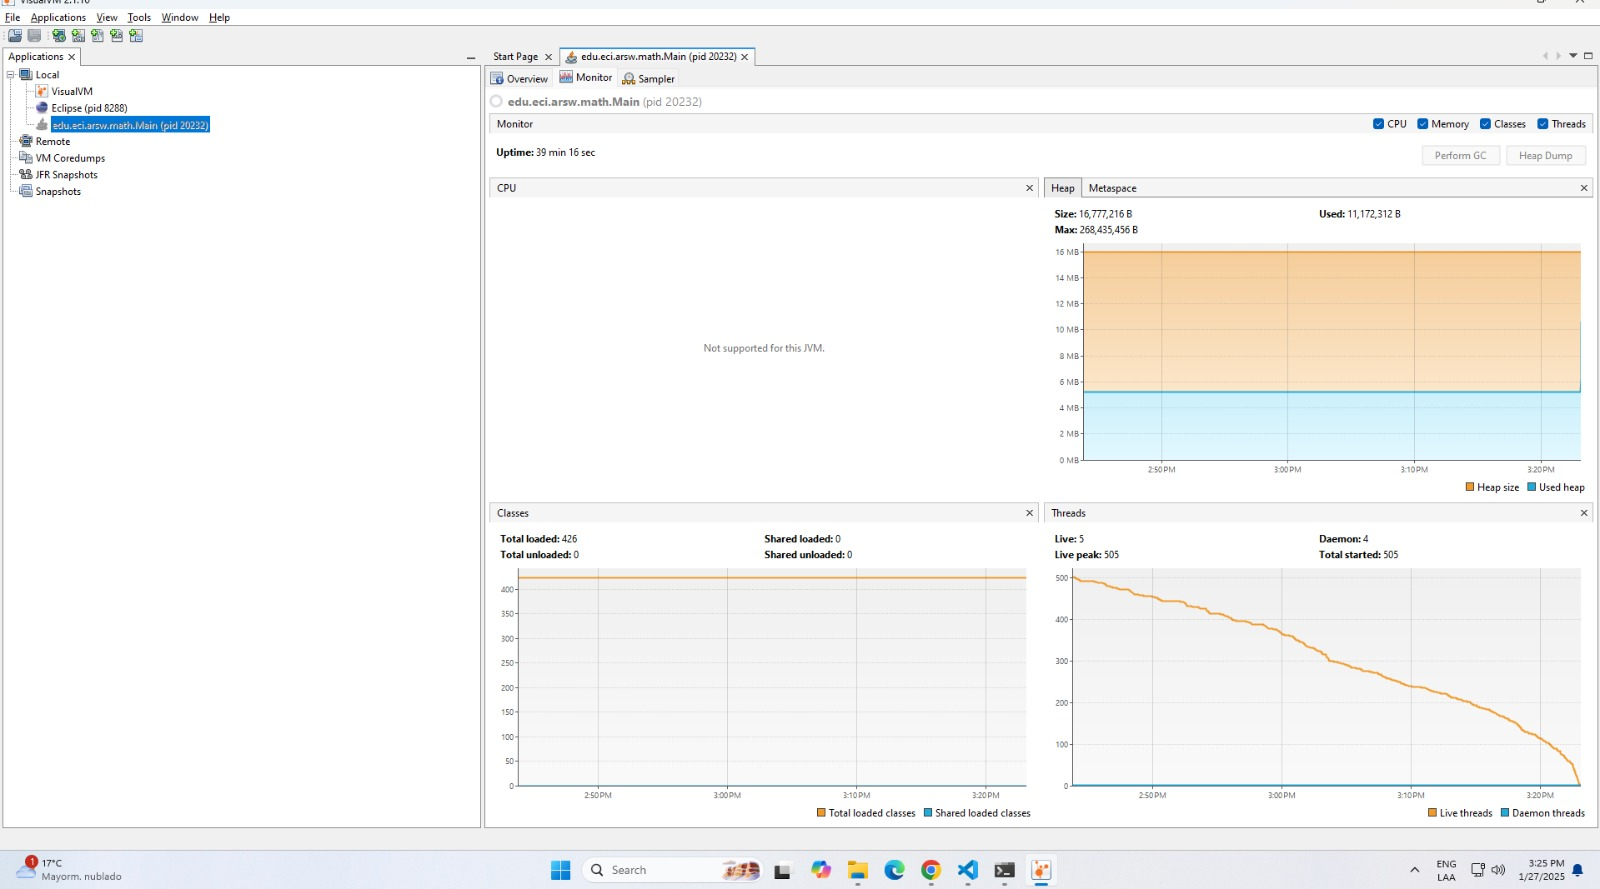 VisualVM 2.1.10
File Applications View Tools Window Help
Applications
Start Page edu.eci.arsw.math.Main (pid 20232)
Local
VisualVM
Eclipse (pid 8288)
edu.eci.arsw.math.Main (pid 20232)
Remote
VM Coredumps
JFR Snapshots
Snapshots
Overview Monitor Sampler
edu.eci.arsw.math.Main (pid 20232)
Monitor CPU Memory Classes Threads
Uptime: 39 min 16 sec Perform GC Heap Dump
CPU
Not supported for this JVM.
Heap Metaspace
Size: 16,777,216 B Used: 11,172,312 B
Max: 268,435,456 B
16 MB
14 MB
12 MB
10 MB
8 MB
6 MB
4 MB
2 MB
0 MB
2:50 PM 3:00 PM 3:10 PM 3:20 PM
Heap size Used heap
Classes
Total loaded: 426 Shared loaded: 0
Total unloaded: 0 Shared unloaded: 0
400
350
300
250
200
150
100
50
0
2:50 PM 3:00 PM 3:10 PM 3:20 PM
Total loaded classes Shared loaded classes
Threads
Live: 5 Daemon: 4
Live peak: 505 Total started: 505
500
400
300
200
100
0
2:50 PM 3:00 PM 3:10 PM 3:20 PM
Live threads Daemon threads
1
17°C
Mayorm. nublado
Search
ENG
LAA
3:25 PM
1/27/2025